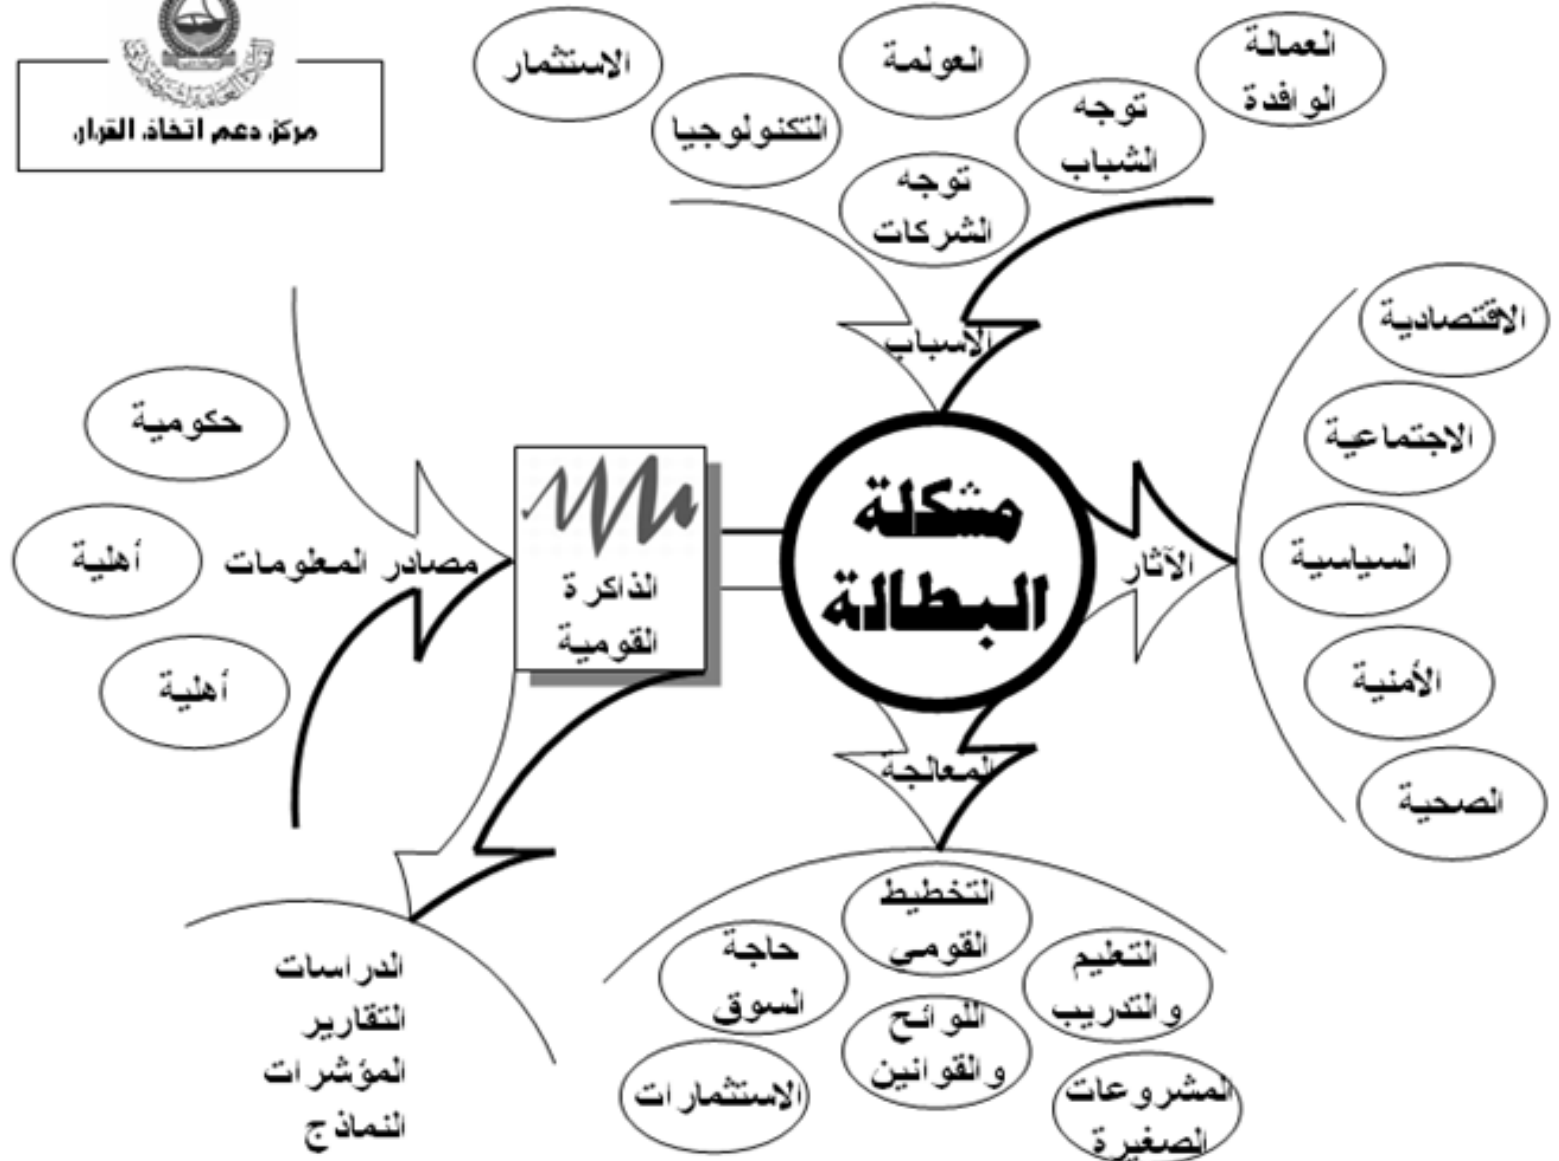 مركز دعم اتخاذ القرار
العمالة
الوافدة
توجه
الشباب
العولمة
توجه
الشركات
التكنولوجيا
الاستثمار
الأسباب
مشكلة
البطالة
الآثار
الاقتصادية
الاجتماعية
السياسية
الأمنية
الصحية
الذاكرة
القومية
مصادر المعلومات
حكومية
أهلية
أهلية
المعالجة
التخطيط
القومي
التعليم
والتدريب
حاجة
السوق
اللوائح
والقوانين
المشروعات
الصغيرة
الاستثمارات
الدراسات
التقارير
المؤشرات
النماذج